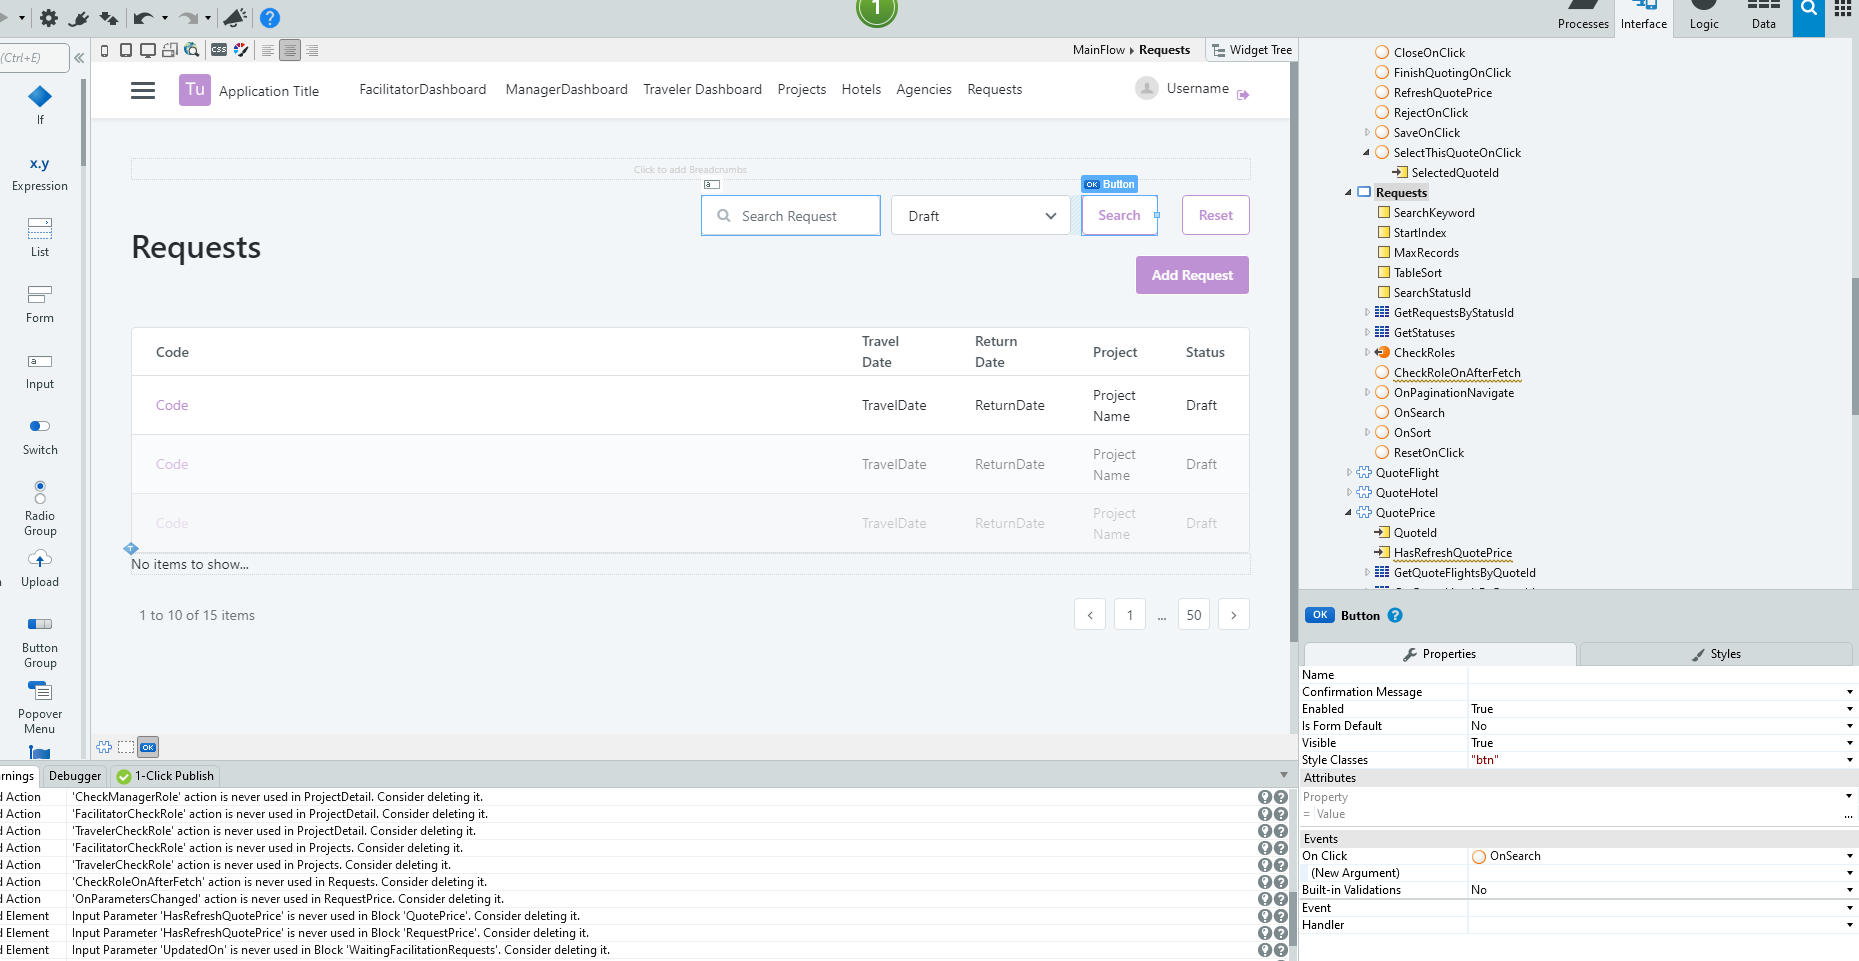 1
Processes
Interface
Logic
Data
(Ctrl+E)
css
MainFlow
Requests
Widget Tree
If
x.y
Expression
List
Form
a
Input
Switch
Radio
Group
Upload
Button
Group
Popover
Menu
Tu
Application Title
FacilitatorDashboard
ManagerDashboard
Traveler Dashboard
Projects
Hotels
Agencies
Requests
Username
Click to add Breadcrumbs
a
OK Button
Search Request
Draft
Search
Reset
Requests
Add Request
Code
Travel
Date
Return
Date
Project
Status
Code
TravelDate
ReturnDate
Project
Name
Draft
Code
TravelDate
ReturnDate
Project
Name
Draft
Code
TravelDate
ReturnDate
Project
Name
Draft
No items to show...
1 to 10 of 15 items
<
1
...
50
>
OK
CloseOnClick
FinishQuotingOnClick
RefreshQuotePrice
RejectOnClick
SaveOnClick
SelectThisQuoteOnClick
SelectedQuoteId
Requests
SearchKeyword
StartIndex
MaxRecords
TableSort
SearchStatusId
GetRequestsByStatusId
GetStatuses
CheckRoles
CheckRoleOnAfterFetch
OnPaginationNavigate
OnSearch
OnSort
ResetOnClick
QuoteFlight
QuoteHotel
QuotePrice
QuoteId
HasRefreshQuotePrice
GetQuoteFlightsByQuoteId
OK Button ?
Properties
Styles
Name
Confirmation Message
Enabled True
Is Form Default No
Visible True
Style Classes "btn"
Attributes
Property
= Value ...
Events
On Click OnSearch
(New Argument)
Built-in Validations No
Event
Handler
rnings
Debugger
1-Click Publish
d Action 'CheckManagerRole' action is never used in ProjectDetail. Consider deleting it.
d Action 'FacilitatorCheckRole' action is never used in ProjectDetail. Consider deleting it.
d Action 'TravelerCheckRole' action is never used in ProjectDetail. Consider deleting it.
d Action 'FacilitatorCheckRole' action is never used in Projects. Consider deleting it.
d Action 'TravelerCheckRole' action is never used in Projects. Consider deleting it.
d Action 'CheckRoleOnAfterFetch' action is never used in Requests. Consider deleting it.
d Action 'OnParametersChanged' action is never used in RequestPrice. Consider deleting it.
d Element Input Parameter 'HasRefreshQuotePrice' is never used in Block 'QuotePrice'. Consider deleting it.
d Element Input Parameter 'HasRefreshQuotePrice' is never used in Block 'RequestPrice'. Consider deleting it.
d Element Input Parameter 'UpdatedOn' is never used in Block 'WaitingFacilitationRequests'. Consider deleting it.